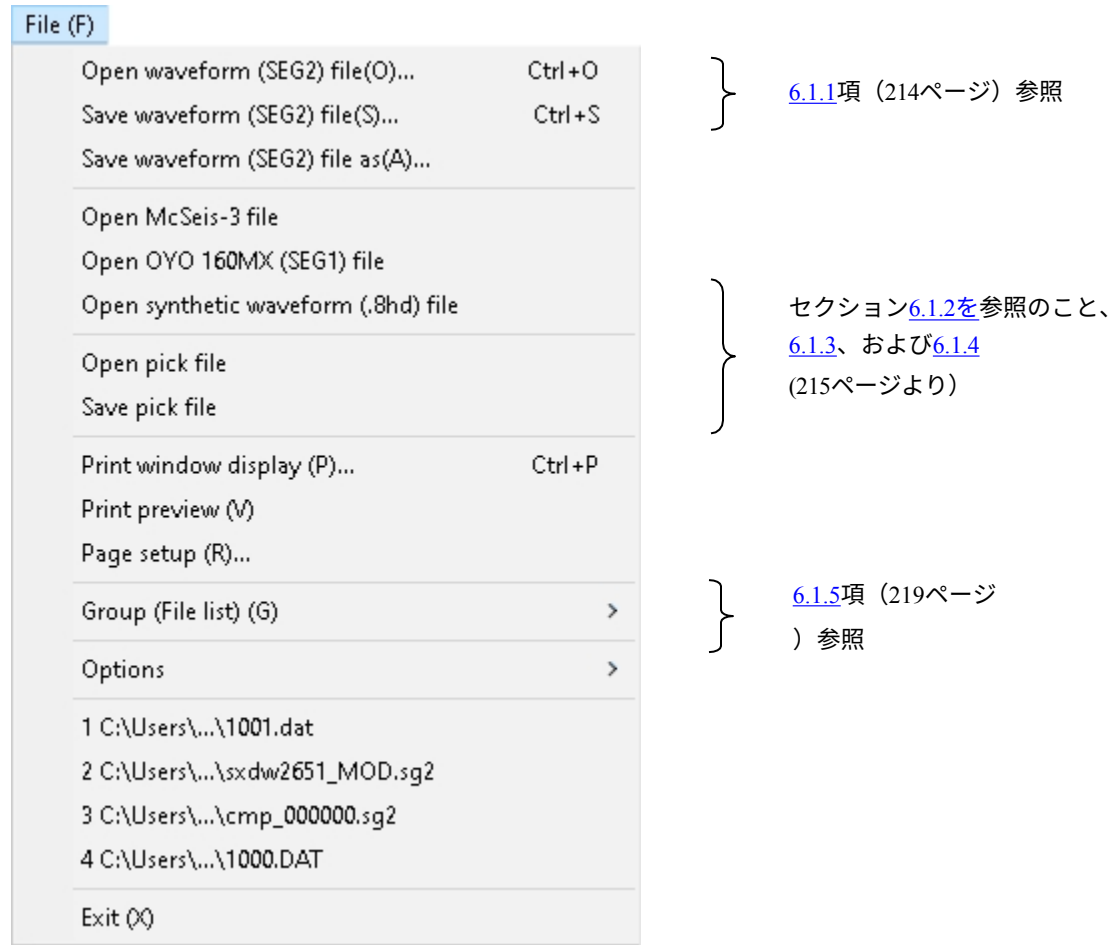 File (F)
Open waveform (SEG2) file(O)... Ctrl+O
Save waveform (SEG2) file(S)... Ctrl+S
Save waveform (SEG2) file as(A)...
6.1.1項（214ページ）参照
Open McSeis-3 file
Open OYO 160MX (SEG1) file
Open synthetic waveform (.8hd) file
Open pick file
Save pick file
セクション6.1.2を参照のこと、
6.1.3、および6.1.4
(215ページより）
Print window display (P)... Ctrl+P
Print preview (V)
Page setup (R)...
Group (File list) (G) >
6.1.5項（219ページ
）参照
Options >
1 C:\Users\...\1001.dat
2 C:\Users\...\sxdw2651_MOD.sg2
3 C:\Users\...\cmp_000000.sg2
4 C:\Users\...\1000.DAT
Exit (X)